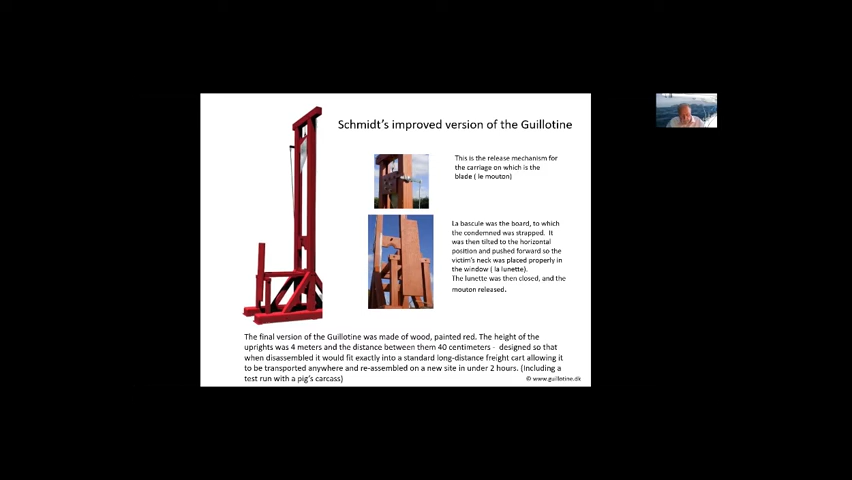 Schmidt's improved version of the Guillotine
This is the release mechanism for
the carriage on which is the
blade ( le mouton)
La bascule was the board, to which
the condemned was strapped.  It
was then tilted to the horizontal
position and pushed forward so the
victim's neck was placed properly in
the window ( la lunette).
The lunette was then closed, and the
mouton released.
The final version of the Guillotine was made of wood, painted red. The height of the
uprights was 4 meters and the distance between them 40 centimeters -  designed so that
when disassembled it would fit exactly into a standard long-distance freight cart allowing it
to be transported anywhere and re-assembled on a new site in under 2 hours. (Including a
test run with a pig's carcass)
© www.guillotine.dk